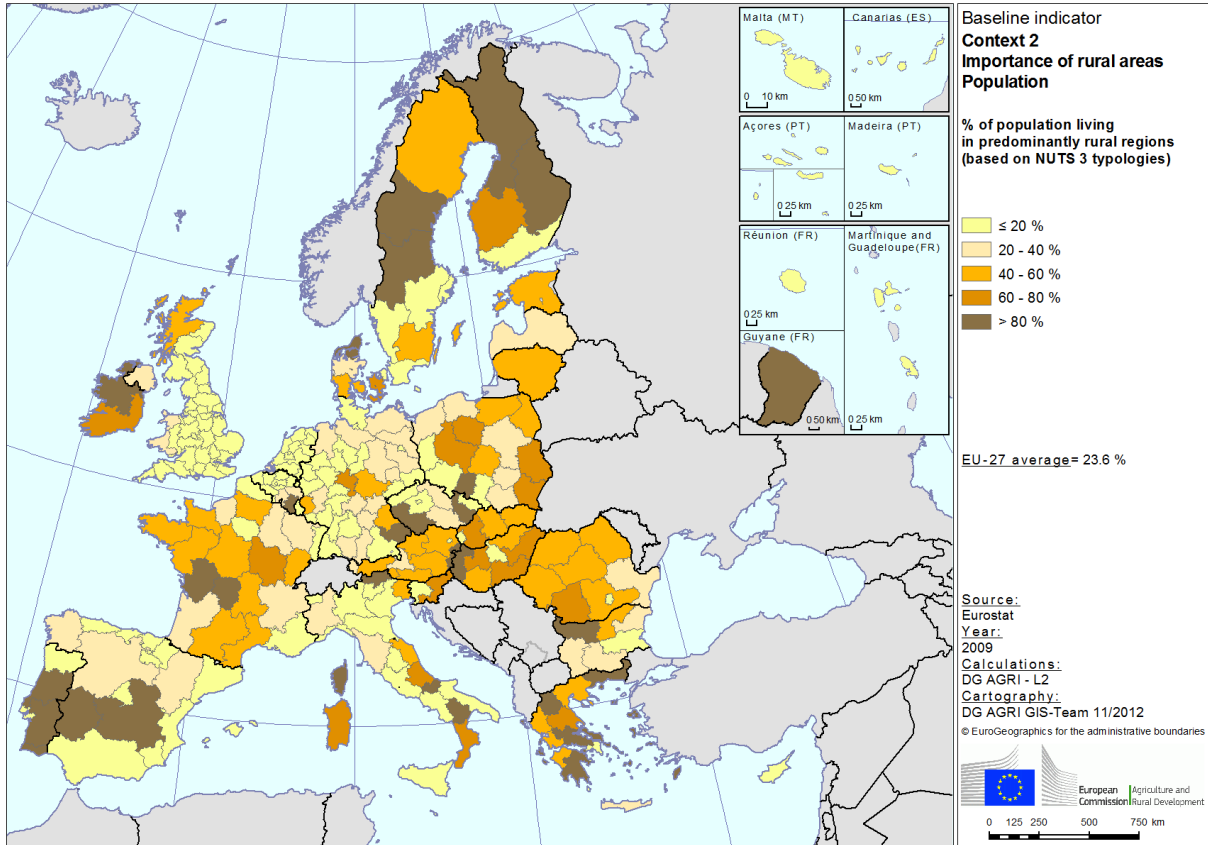 Malta (MT)
0 10 km
Canarias (ES)
0 50 km
Açores (PT)
0 25 km
Madeira (PT)
0 25 km
Réunion (FR)
0 25 km
Martinique and
Guadeloupe(FR)
0 25 km
Guyane (FR)
0 50 km
Baseline indicator
Context 2
Importance of rural areas
Population
% of population living
in predominantly rural regions
(based on NUTS 3 typologies)
≤ 20 %
20 - 40 %
40 - 60 %
60 - 80 %
> 80 %
EU-27 average= 23.6 %
Source:
Eurostat
Year:
2009
Calculations:
DG AGRI - L2
Cartography:
DG AGRI GIS-Team 11/2012
© EuroGeographics for the administrative boundaries
European
Commission
Agriculture and
Rural Development
0 125 250 500 750 km